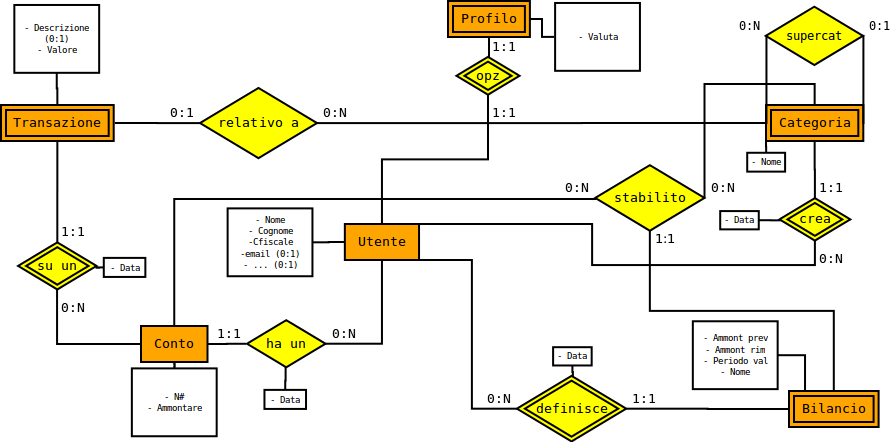 - Descrizione
(0:1)
- Valore
Profilo
- Valuta
0:N
supercat
0:1
1:1
opz
Transazione
0:1
relativo a
0:N
1:1
Categoria
- Nome
0:N
stabilito
0:N
1:1
- Data
crea
- Nome
- Cognome
-Cfiscale
-email (0:1)
- ... (0:1)
Utente
1:1
1:1
0:N
su un
- Data
0:N
Conto
1:1
ha un
0:N
- Ammont prev
- Ammont rim
- Periodo val
- Nome
- Data
- N#
- Ammontare
- Data
0:N
definisce
1:1
Bilancio